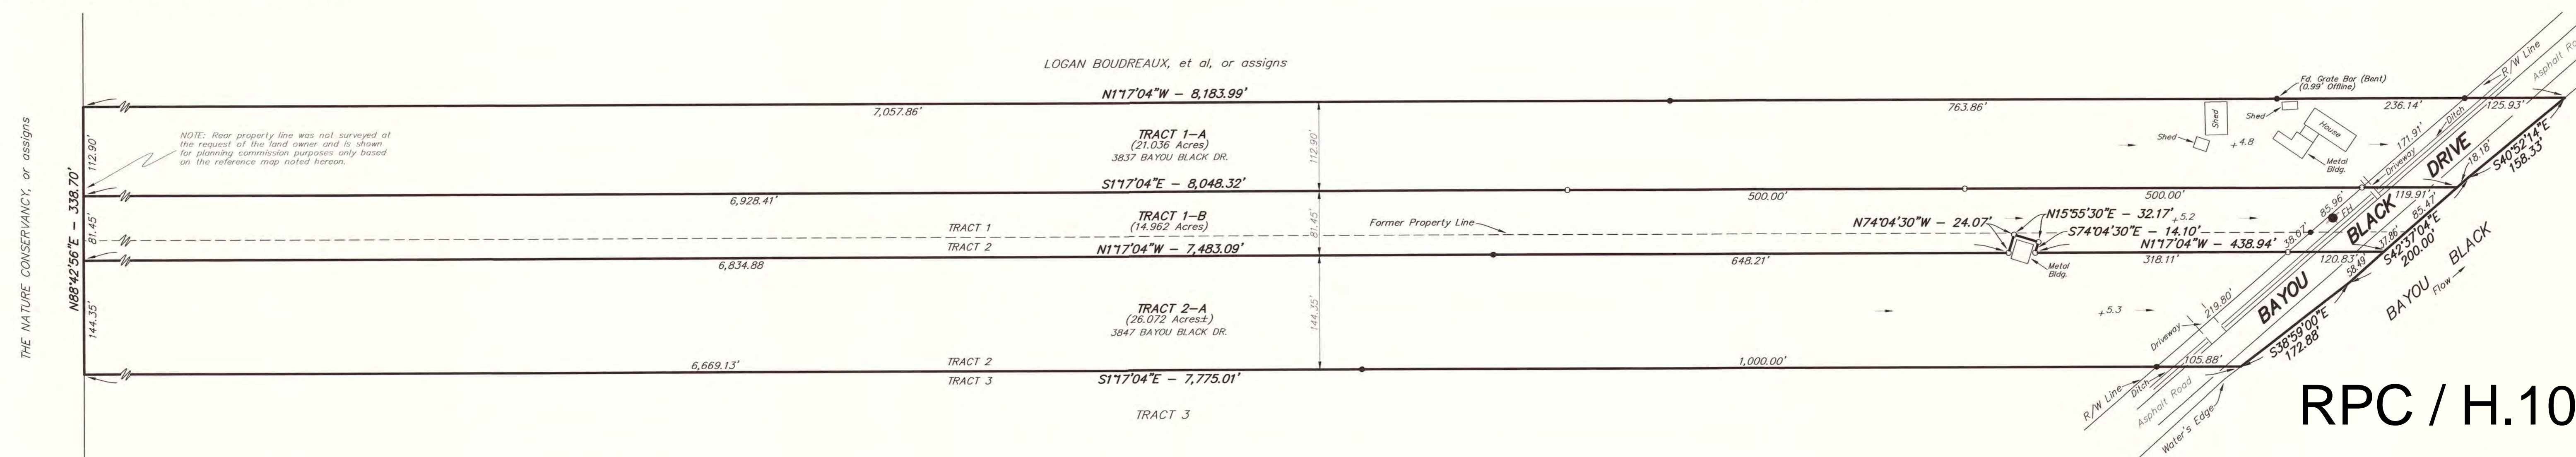 THE NATURE CONSERVANCY, or assigns
N88°42'56"E – 338.70'
112.90'
81.45'
144.35'
NOTE: Rear property line was not surveyed at
the request of the land owner and is shown
for planning commission purposes only based
on the reference map noted hereon.
LOGAN BOUDREAUX, et al, or assigns
N1°17'04"W – 8,183.99'
7,057.86'
763.86'
236.14'
125.93'
Fd. Grate Bar (Bent)
(0.99' Offline)
TRACT 1-A
(21.036 Acres)
3837 BAYOU BLACK DR.
112.90'
Shed
Shed
Shed
House
Metal
Bldg.
+4.8
S1°17'04"E – 8,048.32'
6,928.41'
500.00'
500.00'
119.91'
TRACT 1-B
(14.962 Acres)
81.45'
Former Property Line
TRACT 1
TRACT 2
N1°17'04"W – 7,483.09'
6,834.88
648.21'
N74°04'30"W – 24.07'
N15°55'30"E – 32.17'
S74°04'30"E – 14.10'
N1°17'04"W – 438.94'
+5.2
Metal
Bldg.
318.11'
120.83'
TRACT 2-A
(26.072 Acres±)
3847 BAYOU BLACK DR.
144.35'
+5.3
6,669.13'
TRACT 2
TRACT 3
S1°17'04"E – 7,775.01'
1,000.00'
105.88'
TRACT 3
R/W Line
Asphalt Ro
Ditch
171.91'
Driveway
18.18'
S40°52'14"E
158.33'
85.96'
FH
85.47'
38.67'
37.86'
S42°37'04"E
200.00'
58.49'
219.80'
Driveway
S38°59'00"E
172.88'
BAYOU BLACK DRIVE
BAYOU BLACK
Flow
R/W Line
Ditch
Asphalt Road
Water's Edge
RPC / H.10